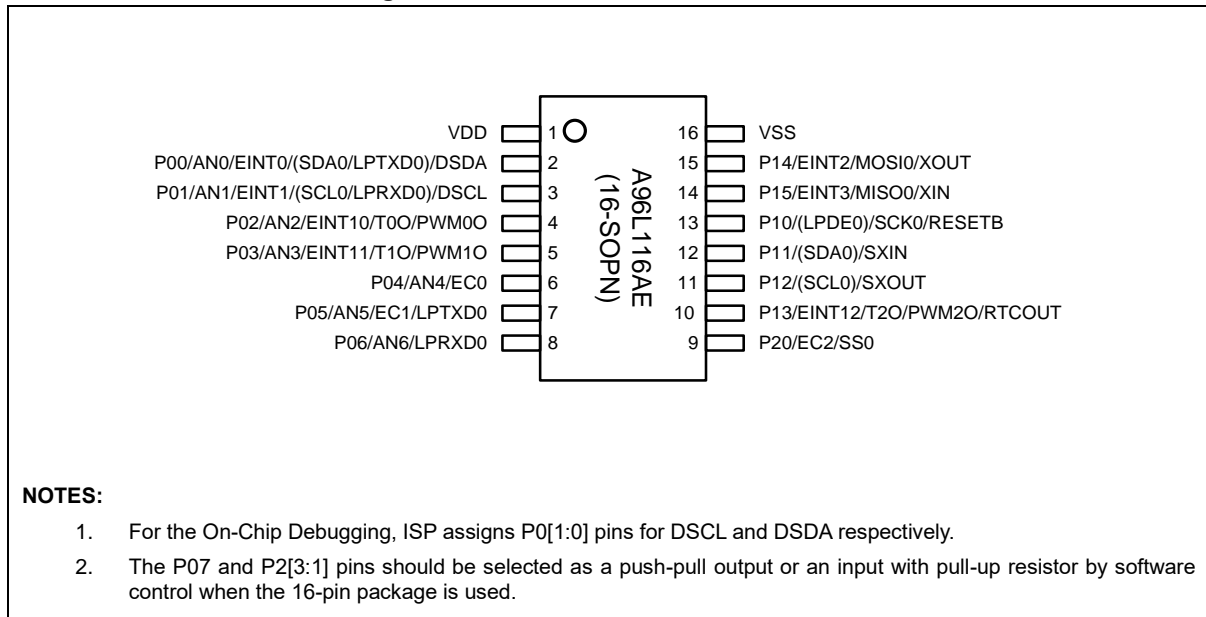 VDD 1 16 VSS
P00/AN0/EINT0/(SDA0/LPTXD0)/DSDA 2 15 P14/EINT2/MOSI0/XOUT
P01/AN1/EINT1/(SCL0/LPRXD0)/DSCL 3 14 P15/EINT3/MISO0/XIN
P02/AN2/EINT10/T0O/PWM0O 4 13 P10/(LPDE0)/SCK0/RESETB
P03/AN3/EINT11/T1O/PWM1O 5 12 P11/(SDA0)/SXIN
P04/AN4/EC0 6 11 P12/(SCL0)/SXOUT
P05/AN5/EC1/LPTXD0 7 10 P13/EINT12/T2O/PWM2O/RTCOUT
P06/AN6/LPRXD0 8 9 P20/EC2/SS0
A96L116AE
(16-SOPN)
NOTES:
1. For the On-Chip Debugging, ISP assigns P0[1:0] pins for DSCL and DSDA respectively.
2. The P07 and P2[3:1] pins should be selected as a push-pull output or an input with pull-up resistor by software
control when the 16-pin package is used.